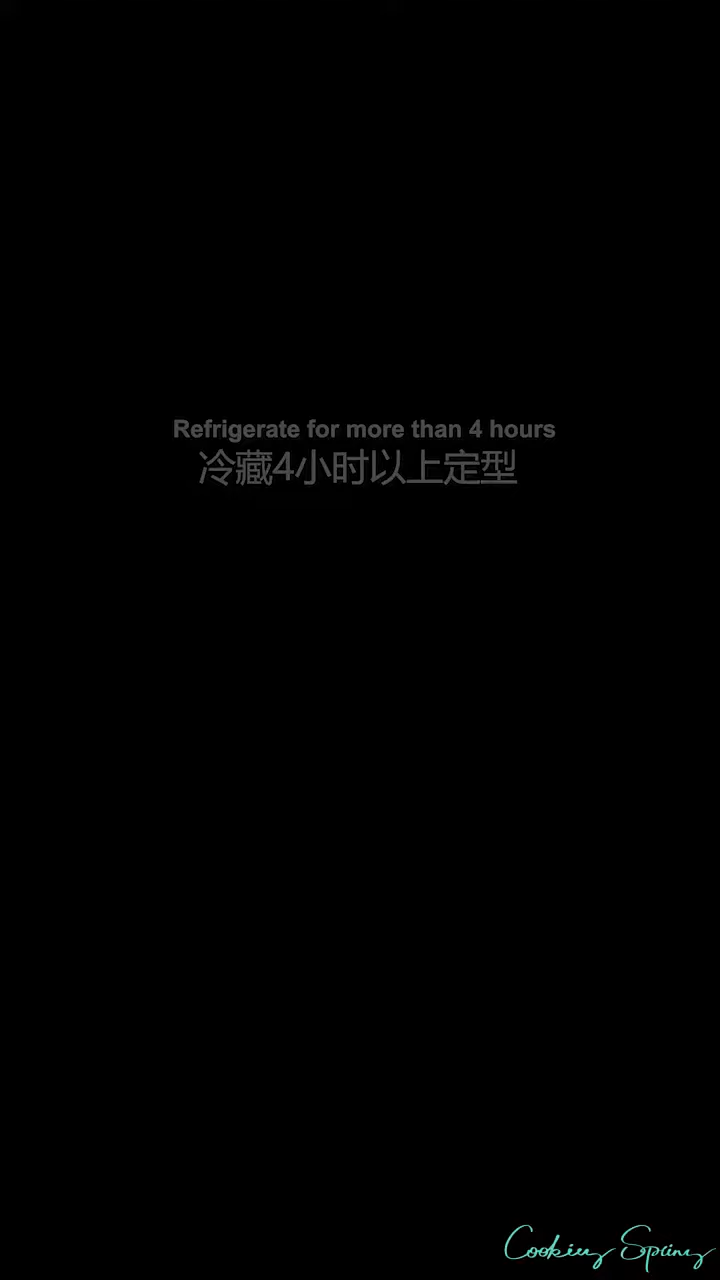 Refrigerate for more than 4 hours
冷藏4小时以上定型
Cooking Spring